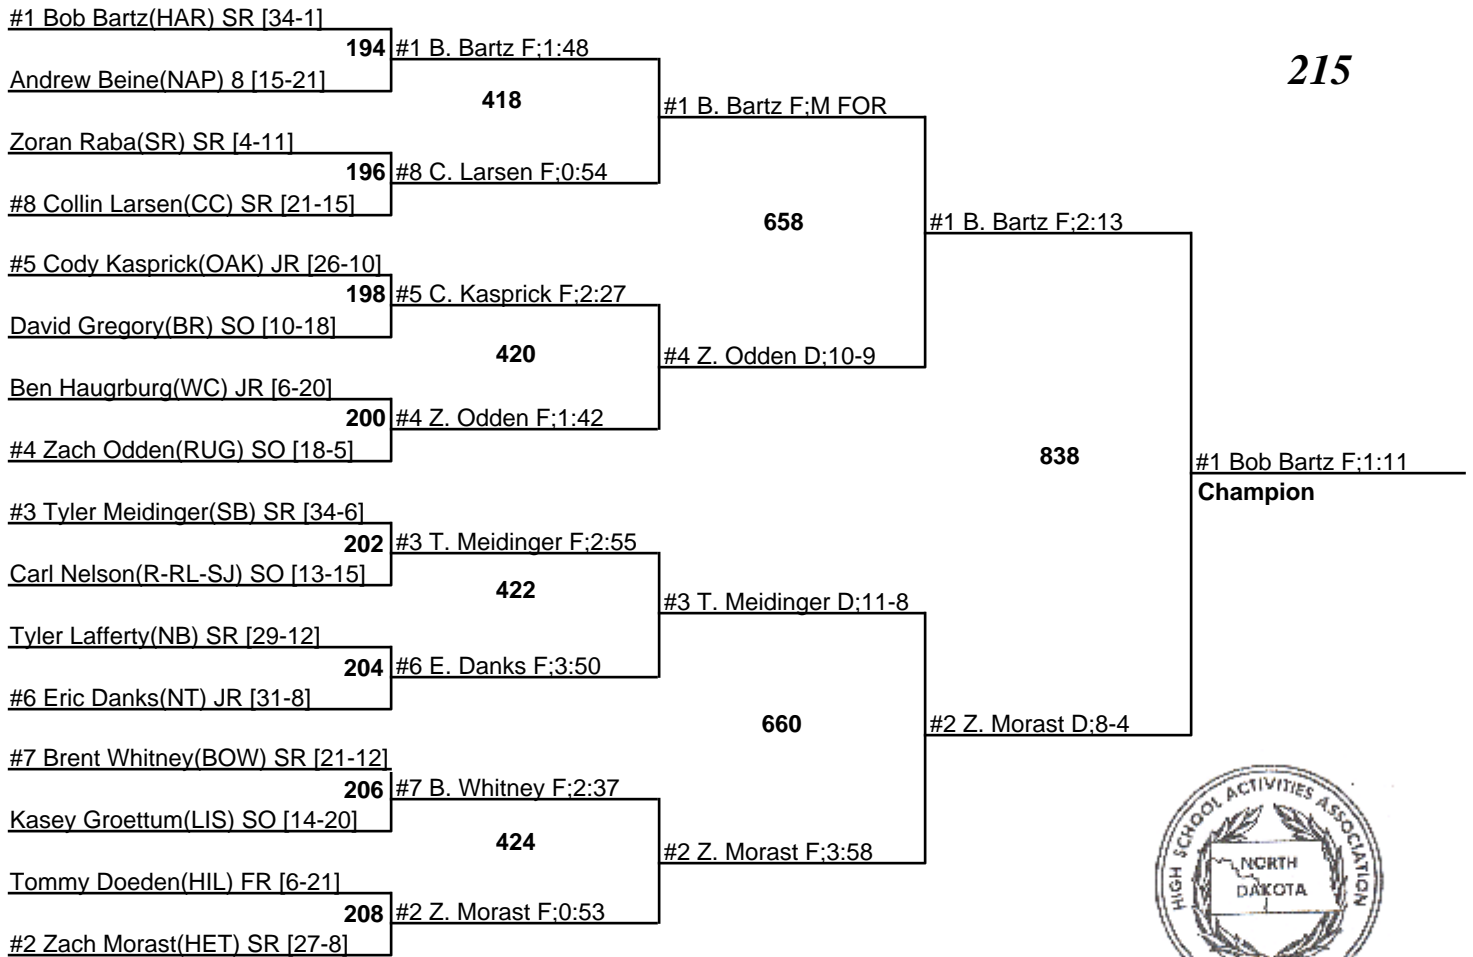 #1 Bob Bartz(HAR) SR [34-1]
194 #1 B. Bartz F;1:48
215
Andrew Beine(NAP) 8 [15-21]
418
#1 B. Bartz F;M FOR
Zoran Raba(SR) SR [4-11]
196 #8 C. Larsen F;0:54
#8 Collin Larsen(CC) SR [21-15]
658
#1 B. Bartz F;2:13
#5 Cody Kasprick(OAK) JR [26-10]
198 #5 C. Kasprick F;2:27
David Gregory(BR) SO [10-18]
420
#4 Z. Odden D;10-9
Ben Haugrburg(WC) JR [6-20]
200 #4 Z. Odden F;1:42
#4 Zach Odden(RUG) SO [18-5]
838
#1 Bob Bartz F;1:11
Champion
#3 Tyler Meidinger(SB) SR [34-6]
202 #3 T. Meidinger F;2:55
Carl Nelson(R-RL-SJ) SO [13-15]
422
#3 T. Meidinger D;11-8
Tyler Lafferty(NB) SR [29-12]
204 #6 E. Danks F;3:50
#6 Eric Danks(NT) JR [31-8]
660
#2 Z. Morast D;8-4
#7 Brent Whitney(BOW) SR [21-12]
206 #7 B. Whitney F;2:37
Kasey Groettum(LIS) SO [14-20]
424
#2 Z. Morast F;3:58
Tommy Doeden(HIL) FR [6-21]
208 #2 Z. Morast F;0:53
#2 Zach Morast(HET) SR [27-8]
HIGH SCHOOL ACTIVITIES ASSOCIATION
NORTH
DAKOTA